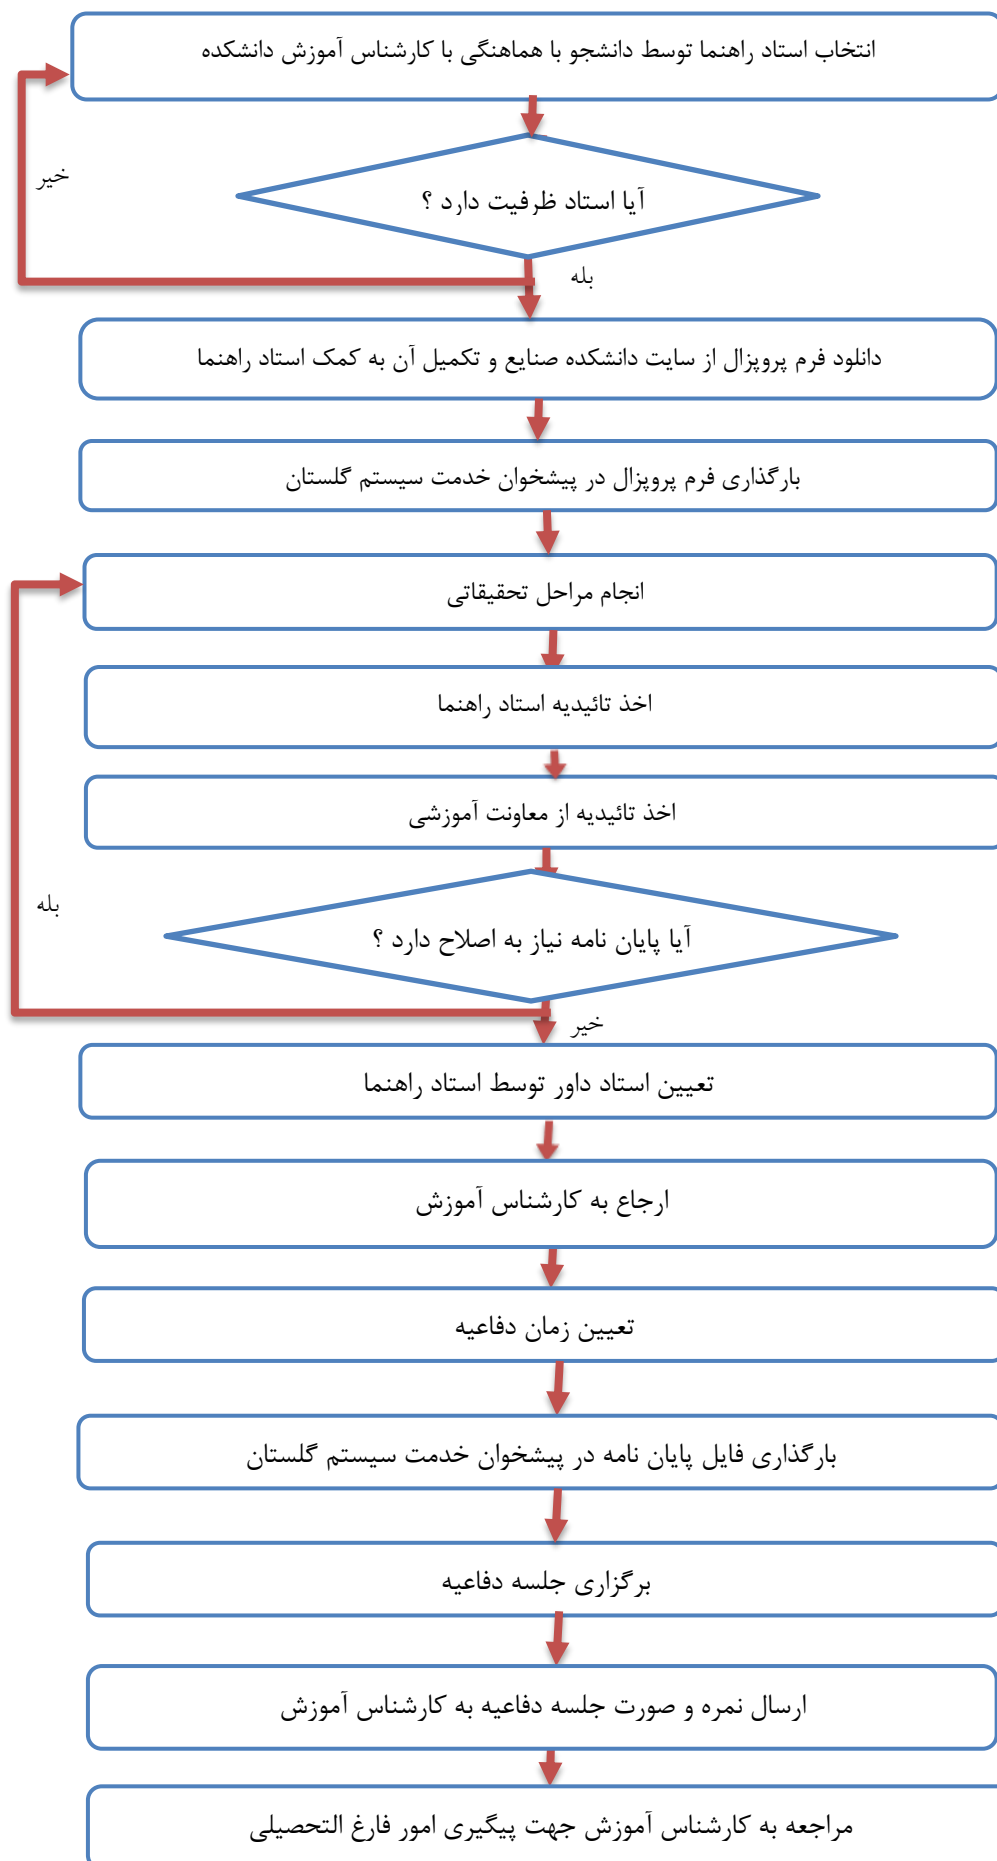 انتخاب استاد راهنما توسط دانشجو با هماهنگی با کارشناس آموزش دانشکده
خیر
آیا استاد ظرفیت دارد ؟
بله
دانلود فرم پروپزال از سایت دانشکده صنایع و تکمیل آن به کمک استاد راهنما
بارگذاری فرم پروپزال در پیشخوان خدمت سیستم گلستان
انجام مراحل تحقیقاتی
اخذ تائیدیه استاد راهنما
اخذ تائیدیه از معاونت آموزشی
بله
آیا پایان نامه نیاز به اصلاح دارد ؟
خیر
تعیین استاد داور توسط استاد راهنما
ارجاع به کارشناس آموزش
تعیین زمان دفاعیه
بارگذاری فایل پایان نامه در پیشخوان خدمت سیستم گلستان
برگزاری جلسه دفاعیه
ارسال نمره و صورت جلسه دفاعیه به کارشناس آموزش
مراجعه به کارشناس آموزش جهت پیگیری امور فارغ التحصیلی